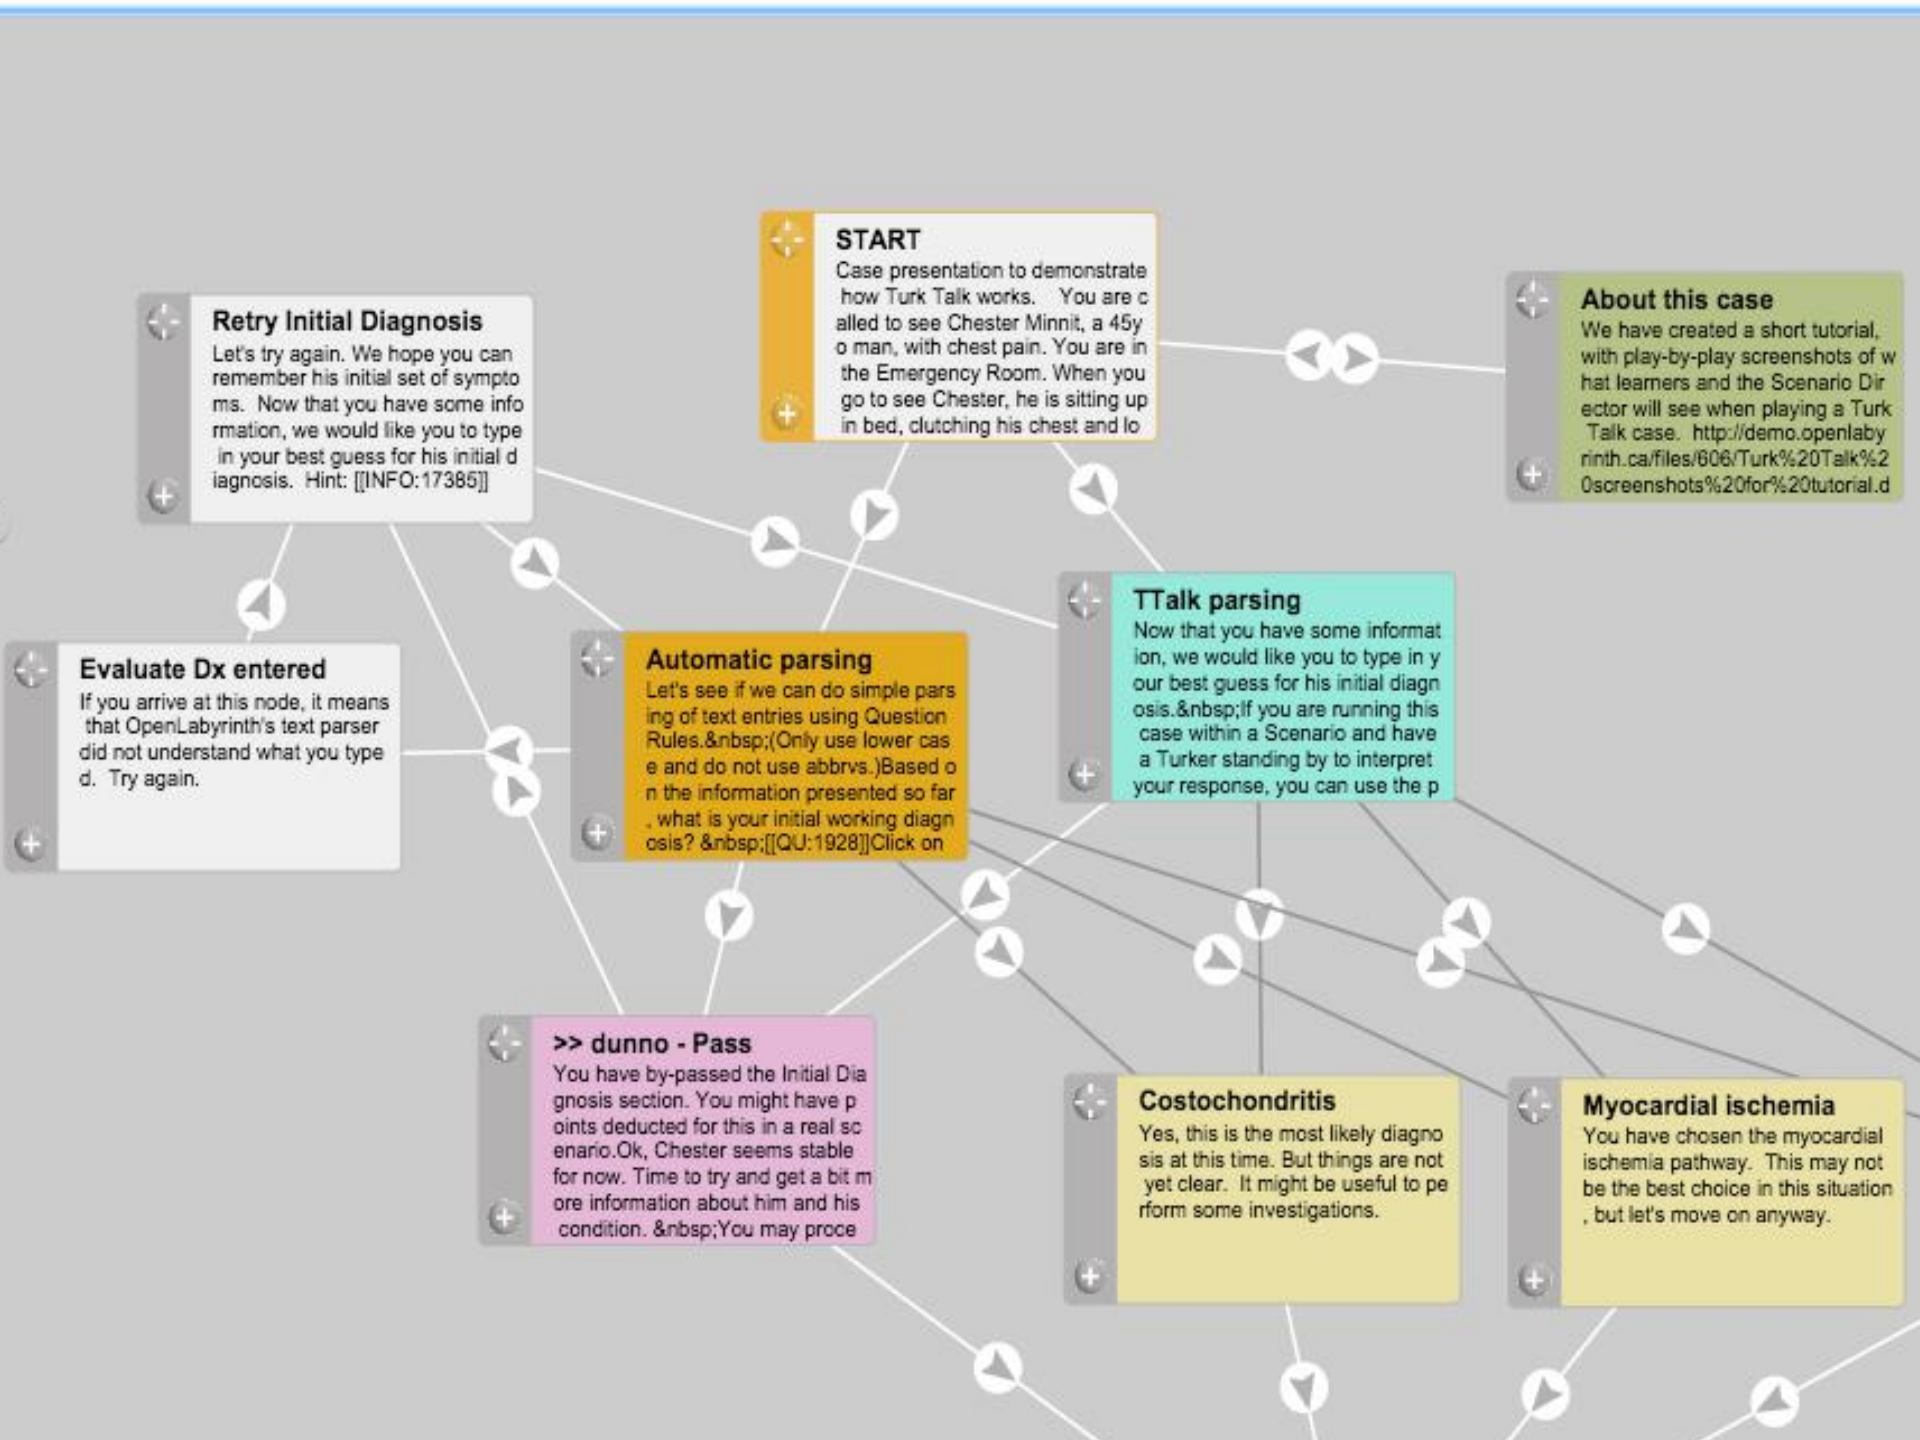 START
Case presentation to demonstrate
how Turk Talk works. You are c
alled to see Chester Minnit, a 45y
o man, with chest pain. You are in
the Emergency Room. When you
go to see Chester, he is sitting up
in bed, clutching his chest and lo
About this case
We have created a short tutorial,
with play-by-play screenshots of w
hat learners and the Scenario Dir
ector will see when playing a Turk
Talk case. http://demo.openlaby
rinth.ca/files/606/Turk%20Talk%2
0screenshots%20for%20tutorial.d
Retry Initial Diagnosis
Let's try again. We hope you can
remember his initial set of sympto
ms. Now that you have some info
rmation, we would like you to type
in your best guess for his initial d
iagnosis. Hint: [[INFO:17385]]
Evaluate Dx entered
If you arrive at this node, it means
that OpenLabyrinth's text parser
did not understand what you type
d. Try again.
Automatic parsing
Let's see if we can do simple pars
ing of text entries using Question
Rules.&nbsp;(Only use lower cas
e and do not use abbrvs.)Based o
n the information presented so far
, what is your initial working diagn
osis? &nbsp;[[QU:1928]]Click on
TTalk parsing
Now that you have some informat
ion, we would like you to type in y
our best guess for his initial diagn
osis.&nbsp;If you are running this
case within a Scenario and have
a Turker standing by to interpret
your response, you can use the p
>> dunno - Pass
You have by-passed the Initial Dia
gnosis section. You might have p
oints deducted for this in a real sc
enario.Ok, Chester seems stable
for now. Time to try and get a bit m
ore information about him and his
condition. &nbsp;You may proce
Costochondritis
Yes, this is the most likely diagno
sis at this time. But things are not
yet clear. It might be useful to pe
rform some investigations.
Myocardial ischemia
You have chosen the myocardial
ischemia pathway. This may not
be the best choice in this situation
, but let's move on anyway.